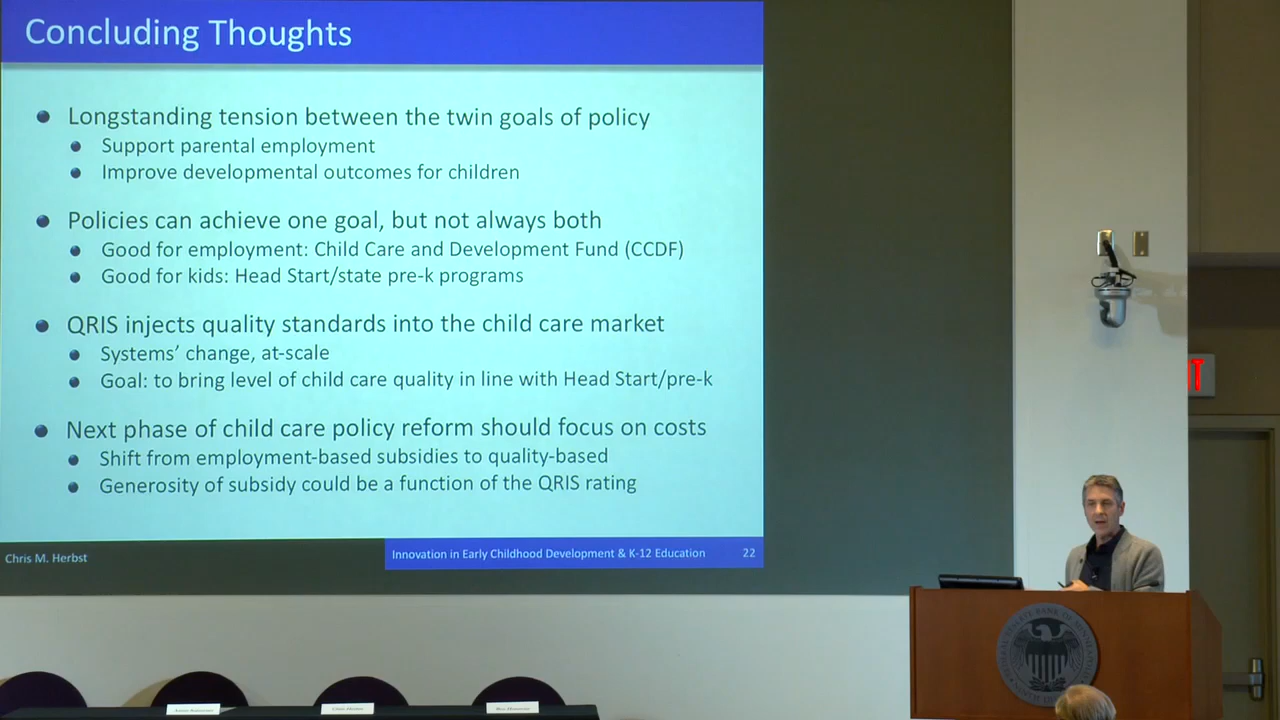 Concluding Thoughts
Longstanding tension between the twin goals of policy
Support parental employment
Improve developmental outcomes for children
Policies can achieve one goal, but not always both
Good for employment: Child Care and Development Fund (CCDF)
Good for kids: Head Start/state pre-k programs
QRIS injects quality standards into the child care market
Systems’ change, at-scale
Goal: to bring level of child care quality in line with Head Start/pre-k
Next phase of child care policy reform should focus on costs
Shift from employment-based subsidies to quality-based
Generosity of subsidy could be a function of the QRIS rating
Chris M. Herbst
Innovation in Early Childhood Development & K-12 Education 22
IT